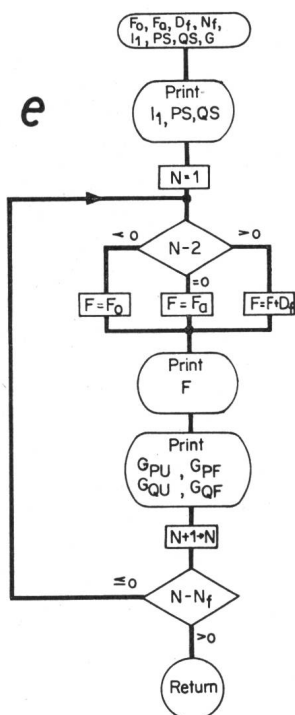 F₀, Fₐ, D_f, N_f,
I₁, PS, QS, G
e
Print
I₁, PS, QS
N=1
<0
N-2
>0
=0
F=F₀
F=Fₐ
F=F+D_f
Print
F
Print
G_PU, G_PF
G_QU, G_QF
N+1→N
≤0
N-N_f
>0
Return